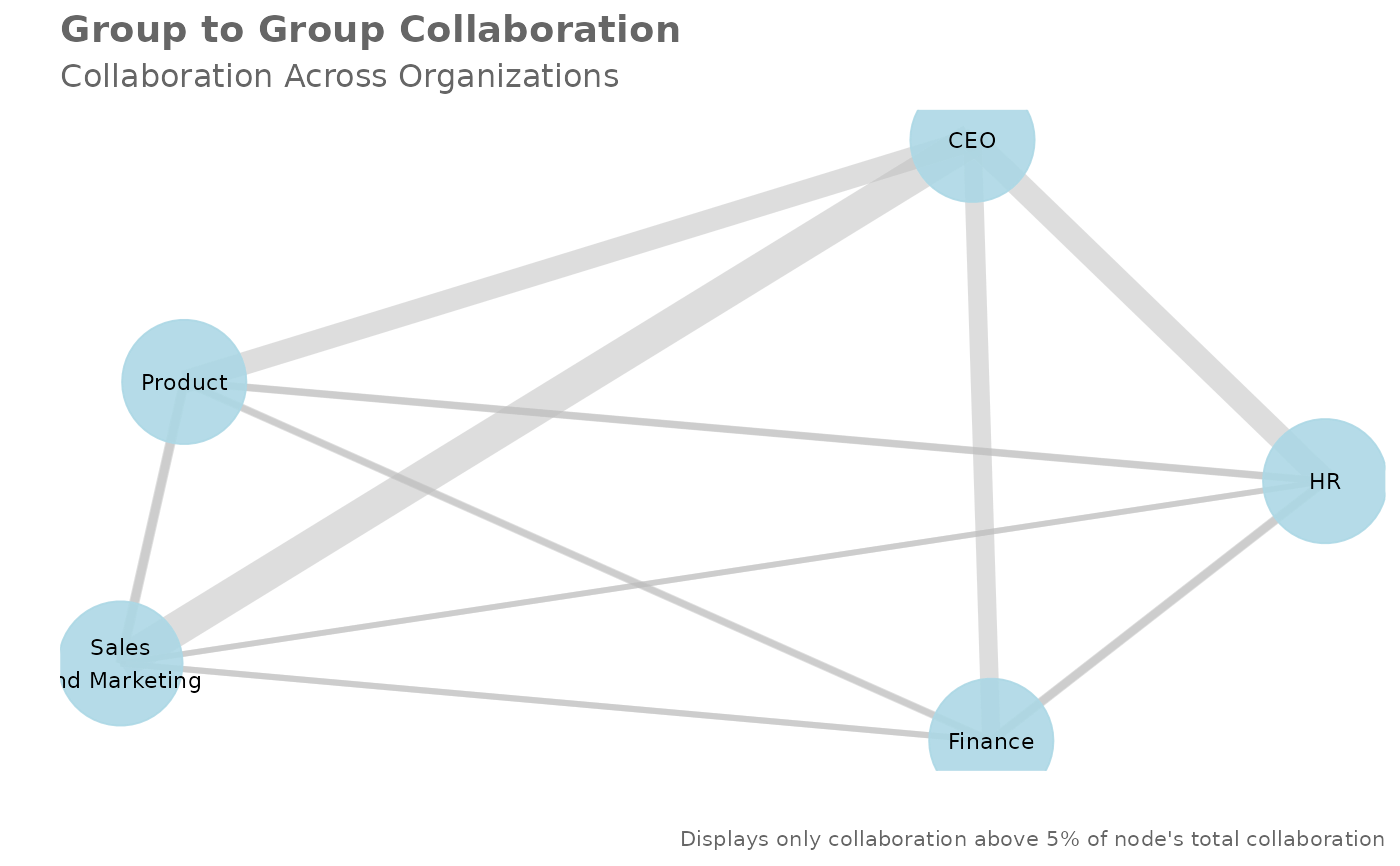 Group to Group Collaboration
Collaboration Across Organizations
CEO
Product
HR
Sales
nd Marketing
Finance
Displays only collaboration above 5% of node's total collaboration